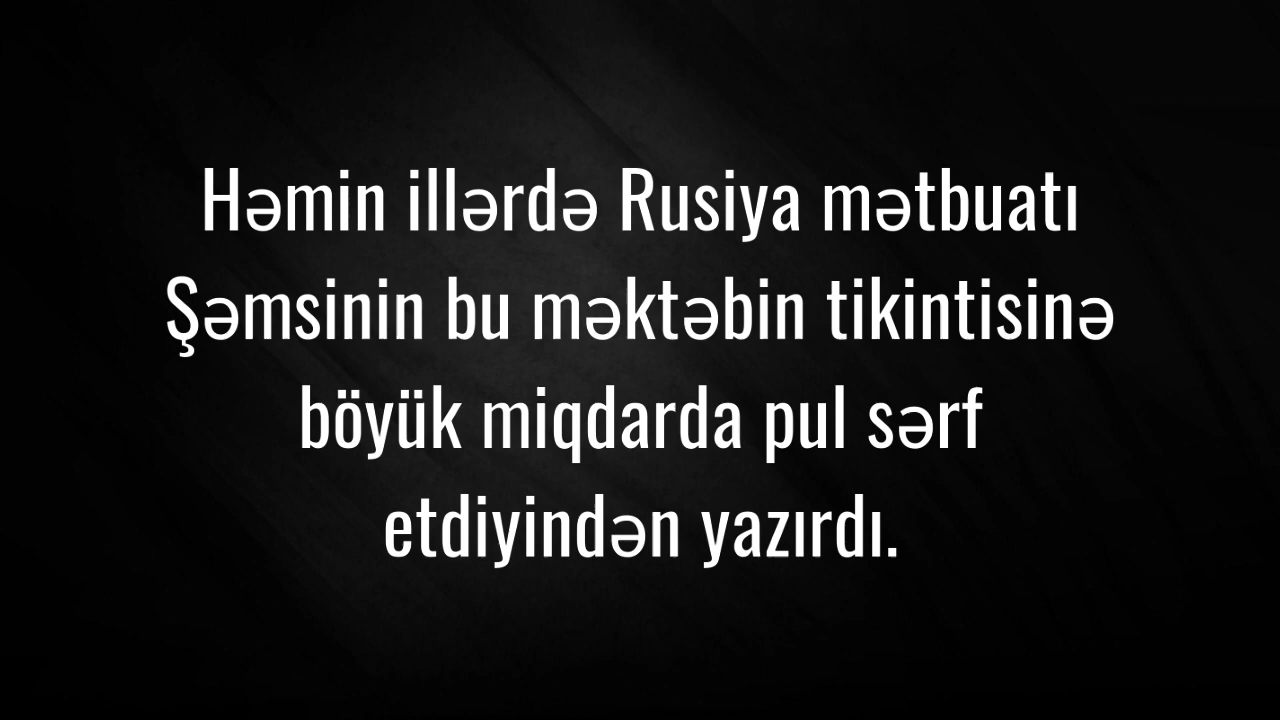 Həmin illərdə Rusiya mətbuatı
Şəmsinin bu məktəbin tikintisinə
böyük miqdarda pul sərf
etdiyindən yazırdı.